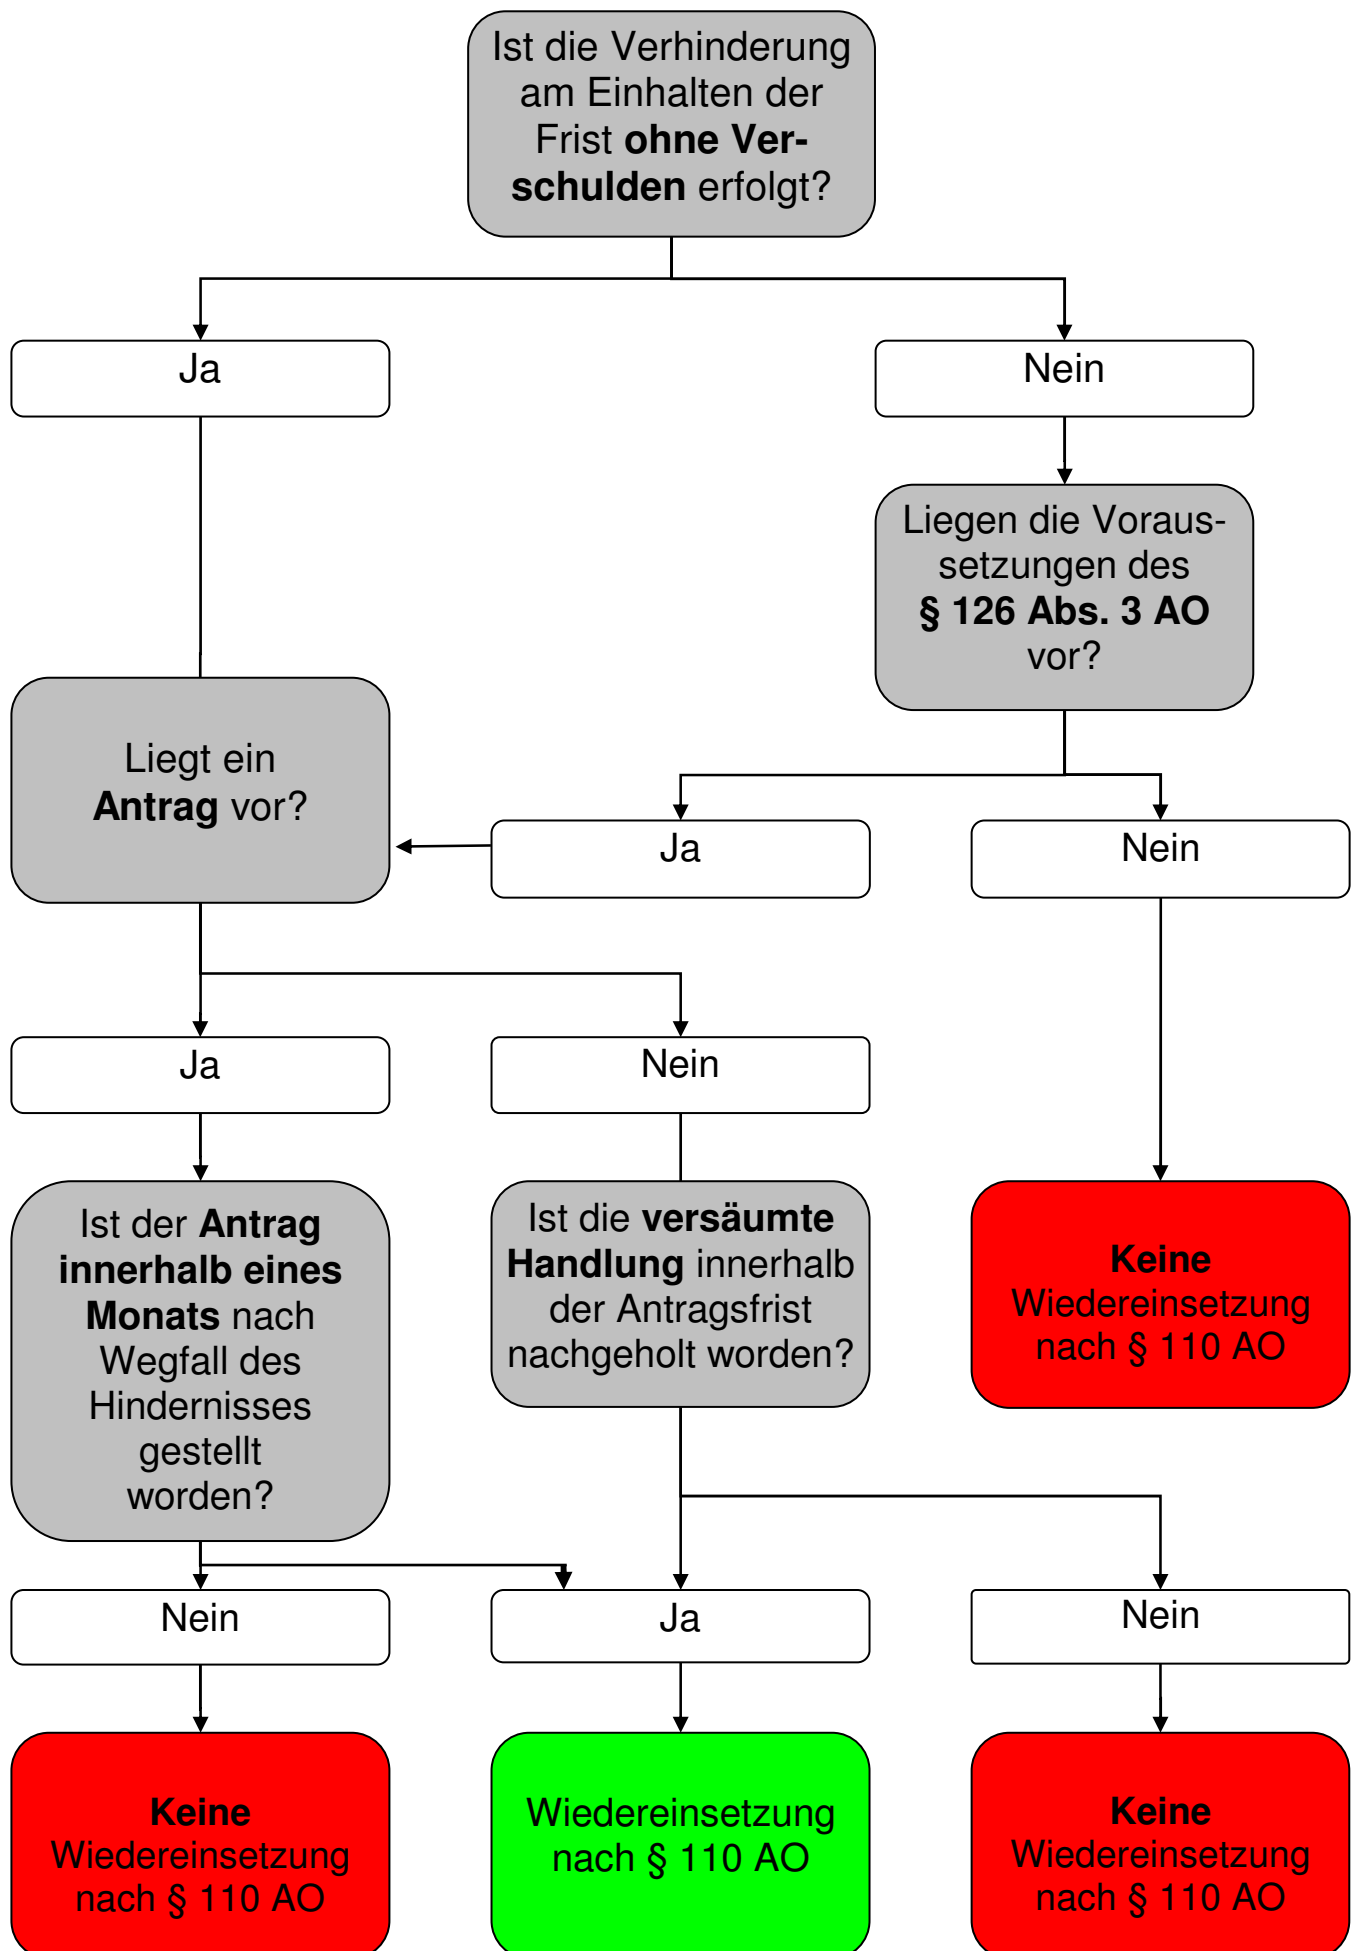 Ist die Verhinderung
am Einhalten der
Frist ohne Ver-
schulden erfolgt?
Ja
Nein
Liegen die Voraus-
setzungen des
§ 126 Abs. 3 AO
vor?
Liegt ein
Antrag vor?
Ja
Nein
Ja
Nein
Ist der Antrag
innerhalb eines
Monats nach
Wegfall des
Hindernisses
gestellt
worden?
Ist die versäumte
Handlung innerhalb
der Antragsfrist
nachgeholt worden?
Keine
Wiedereinsetzung
nach § 110 AO
Nein
Ja
Nein
Keine
Wiedereinsetzung
nach § 110 AO
Wiedereinsetzung
nach § 110 AO
Keine
Wiedereinsetzung
nach § 110 AO